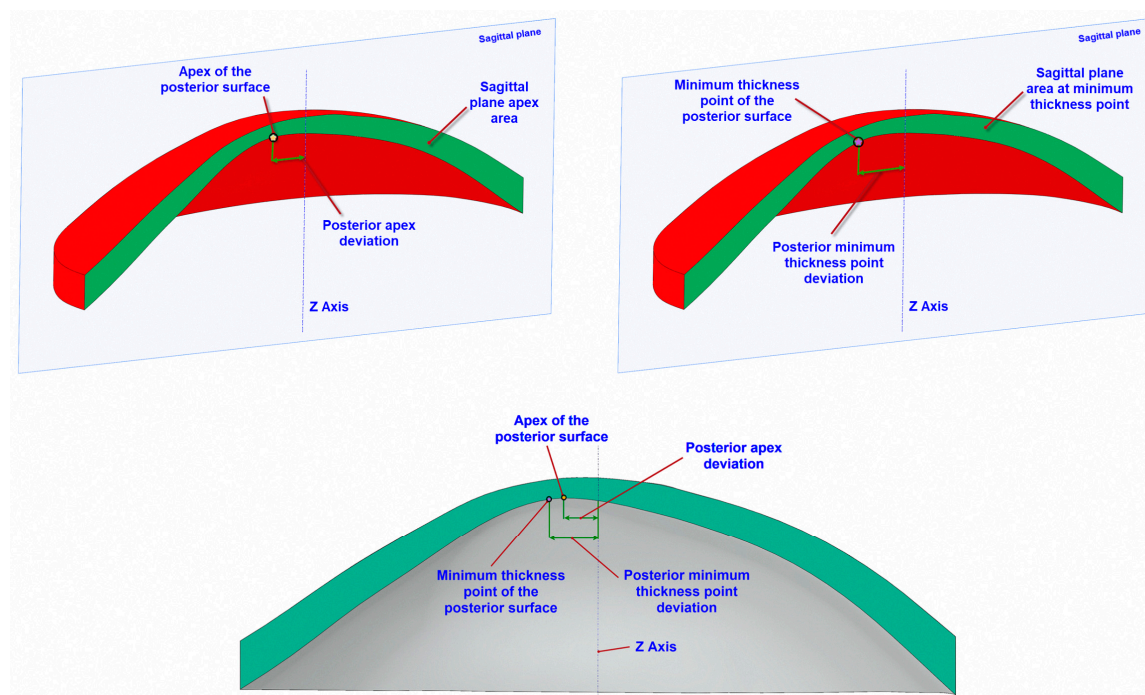 Sagittal plane
Apex of the
posterior surface
Sagittal
plane apex
area
Posterior apex
deviation
Z Axis
Sagittal plane
Minimum thickness
point of the
posterior surface
Sagittal plane
area at minimum
thickness point
Posterior minimum
thickness point
deviation
Z Axis
Apex of the
posterior surface
Posterior apex
deviation
Minimum thickness
point of the
posterior surface
Posterior minimum
thickness point
deviation
Z Axis